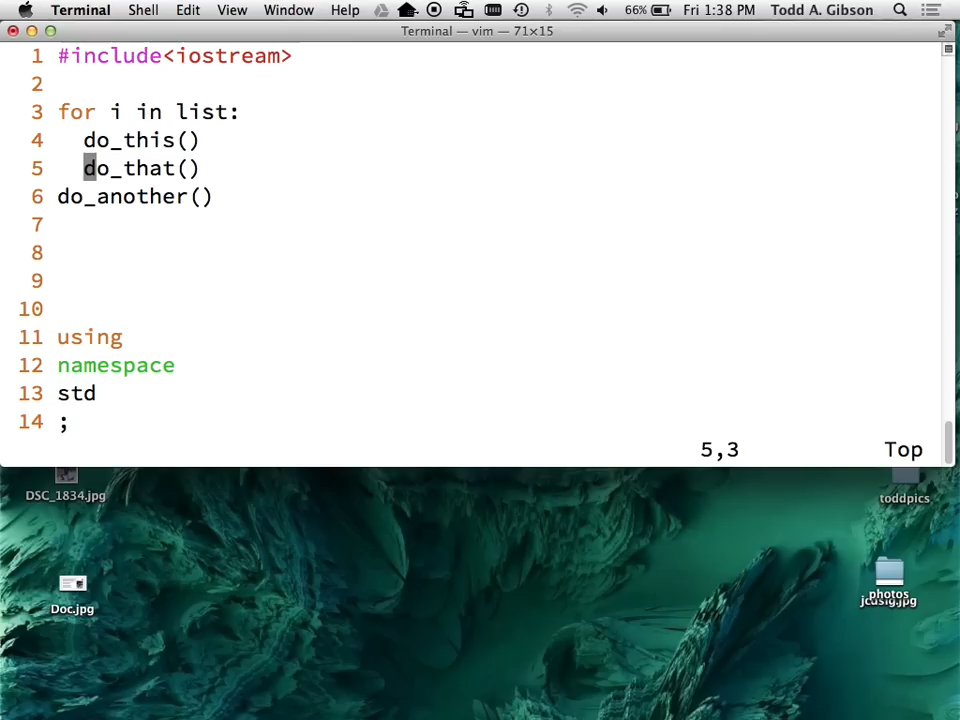 Terminal Shell Edit View Window Help 66% Fri 1:38 PM Todd A. Gibson
Terminal — vim — 71×15
1 #include<iostream>
2
3 for i in list:
4   do_this()
5   do_that()
6 do_another()
7
8
9
10
11 using
12 namespace
13 std
14 ;
5,3 Top
DSC_1834.jpg
toddpics
Doc.jpg
photos